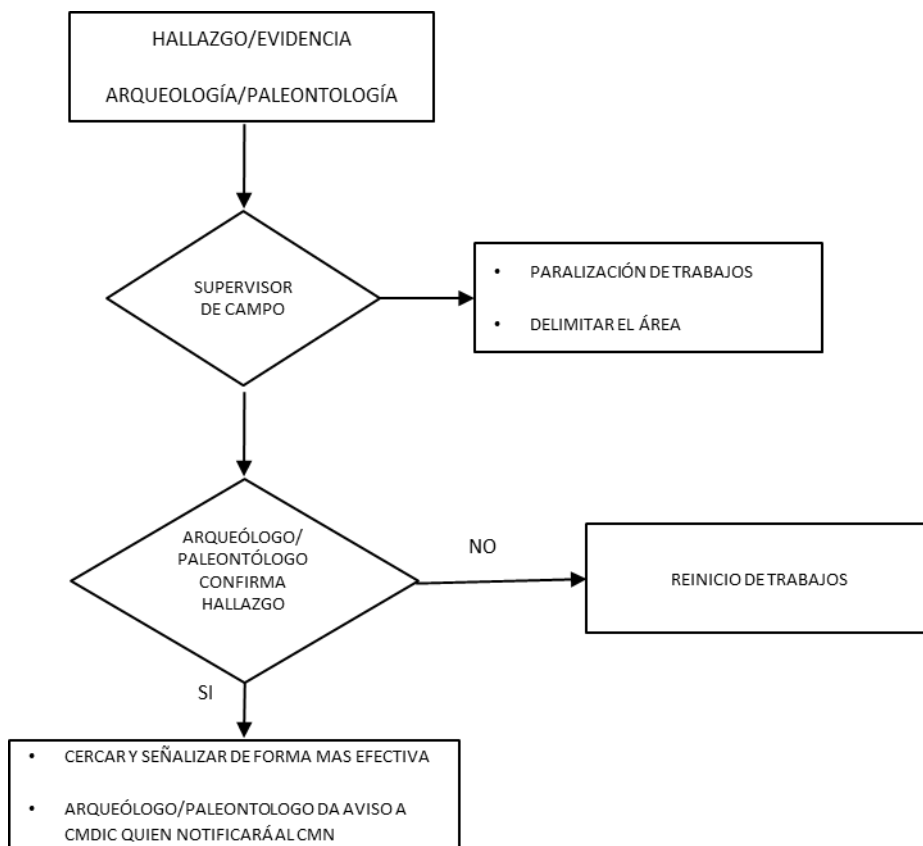 HALLAZGO/EVIDENCIA
ARQUEOLOGÍA/PALEONTOLOGÍA
SUPERVISOR
DE CAMPO
• PARALIZACIÓN DE TRABAJOS
• DELIMITAR EL ÁREA
ARQUEÓLOGO/
PALEONTÓLOGO
CONFIRMA
HALLAZGO
NO
REINICIO DE TRABAJOS
SI
• CERCAR Y SEÑALIZAR DE FORMA MAS EFECTIVA
• ARQUEÓLOGO/PALEONTOLOGO DA AVISO A
CMDIC QUIEN NOTIFICARÁ AL CMN